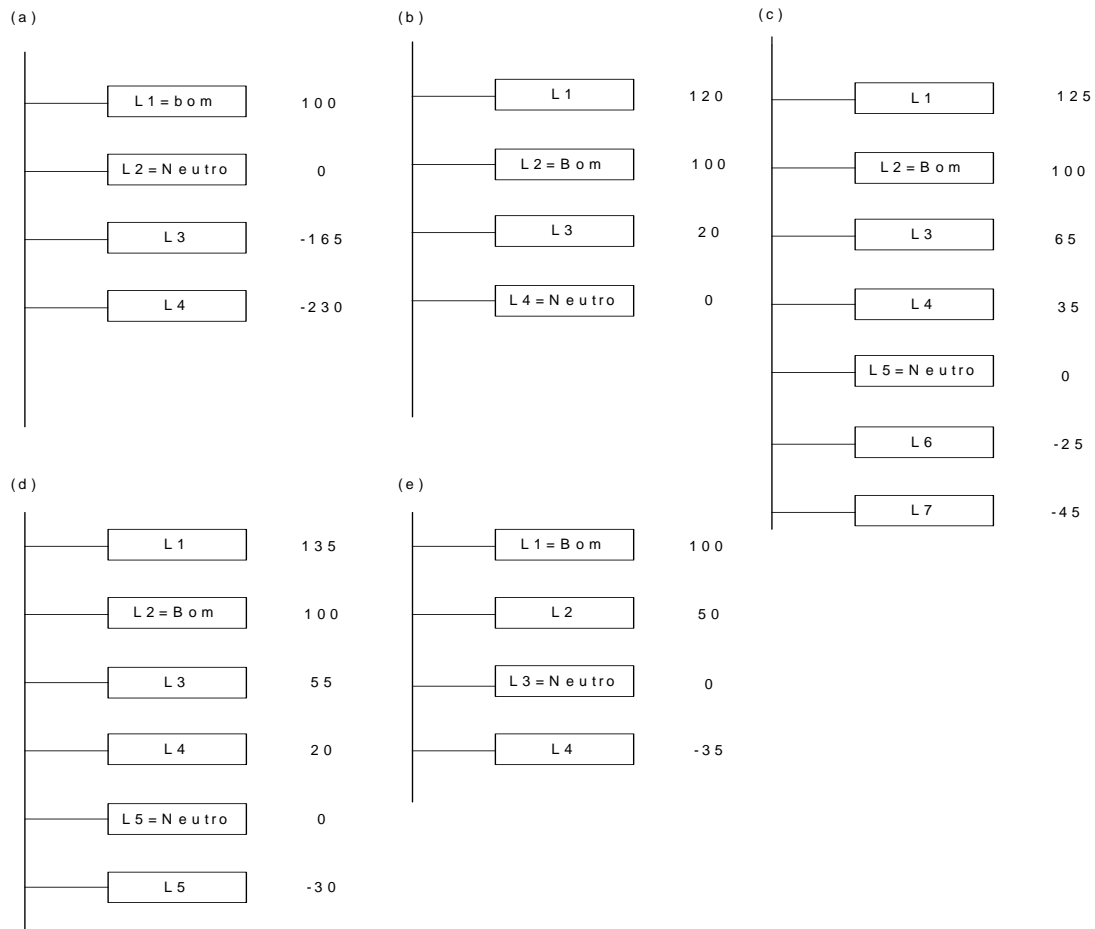 (a)
L1=bom 100
L2=Neutro 0
L3 -165
L4 -230
(b)
L1 120
L2=Bom 100
L3 20
L4=Neutro 0
(c)
L1 125
L2=Bom 100
L3 65
L4 35
L5=Neutro 0
L6 -25
L7 -45
(d)
L1 135
L2=Bom 100
L3 55
L4 20
L5=Neutro 0
L5 -30
(e)
L1=Bom 100
L2 50
L3=Neutro 0
L4 -35